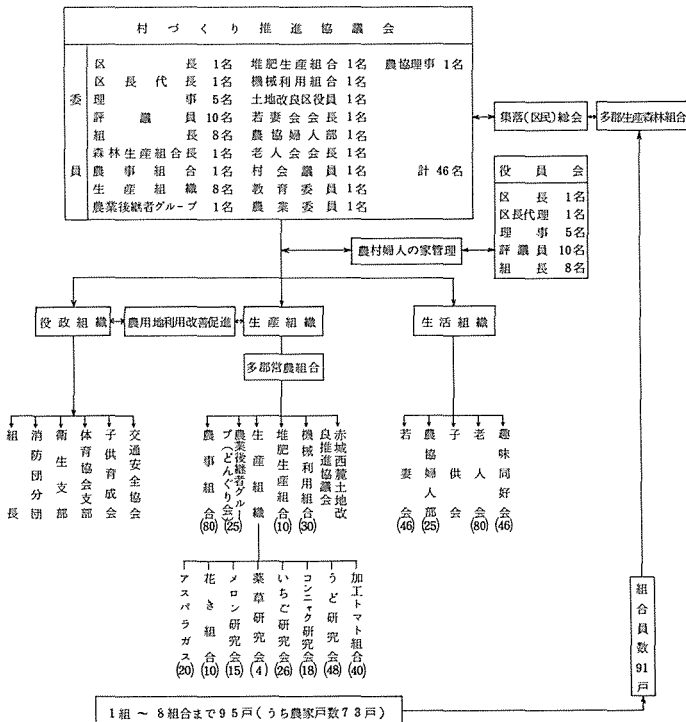 村づくり推進協議会
委員
区長 1名 堆肥生産組合 1名 農協理事 1名
区長代 1名 機械利用組合 1名
理事 5名 土地改良区役員 1名
評議員 10名 若妻会会長 1名
組長 8名 農協婦人部 1名
森林生産組合長 1名 老人会会長 1名
農事組合 1名 村会議員 1名 計 46名
生産組織 8名 教育委員 1名
農業後継者グループ 1名 農業委員 1名
集落(区民)総会
多郡生産森林組合
役員会
区長 1名
区長代理 1名
理事 5名
評議員 10名
組長 8名
農村婦人の家管理
役政組織
農用地利用改善促進
生産組織
生活組織
多郡営農組合
組長
消防団分団
衛生支部
体育協会支部
子供育成会
交通安全協会
農事組合(80)
農業後継者グループ(どんぐり会)(25)
生産組織
堆肥生産組合(10)
機械利用組合(30)
赤城西麓土地改良推進協議会
若妻会(46)
農協婦人部(25)
子供会
老人会(80)
趣味同好会(46)
アスパラガス(20)
花き組合(10)
メロン研究会(15)
薬草研究会(4)
いちご研究会(26)
コンニャク研究会(18)
うど研究会(48)
加工トマト組合(40)
組合員数91戸
1組～8組合まで95戸(うち農家戸数73戸)